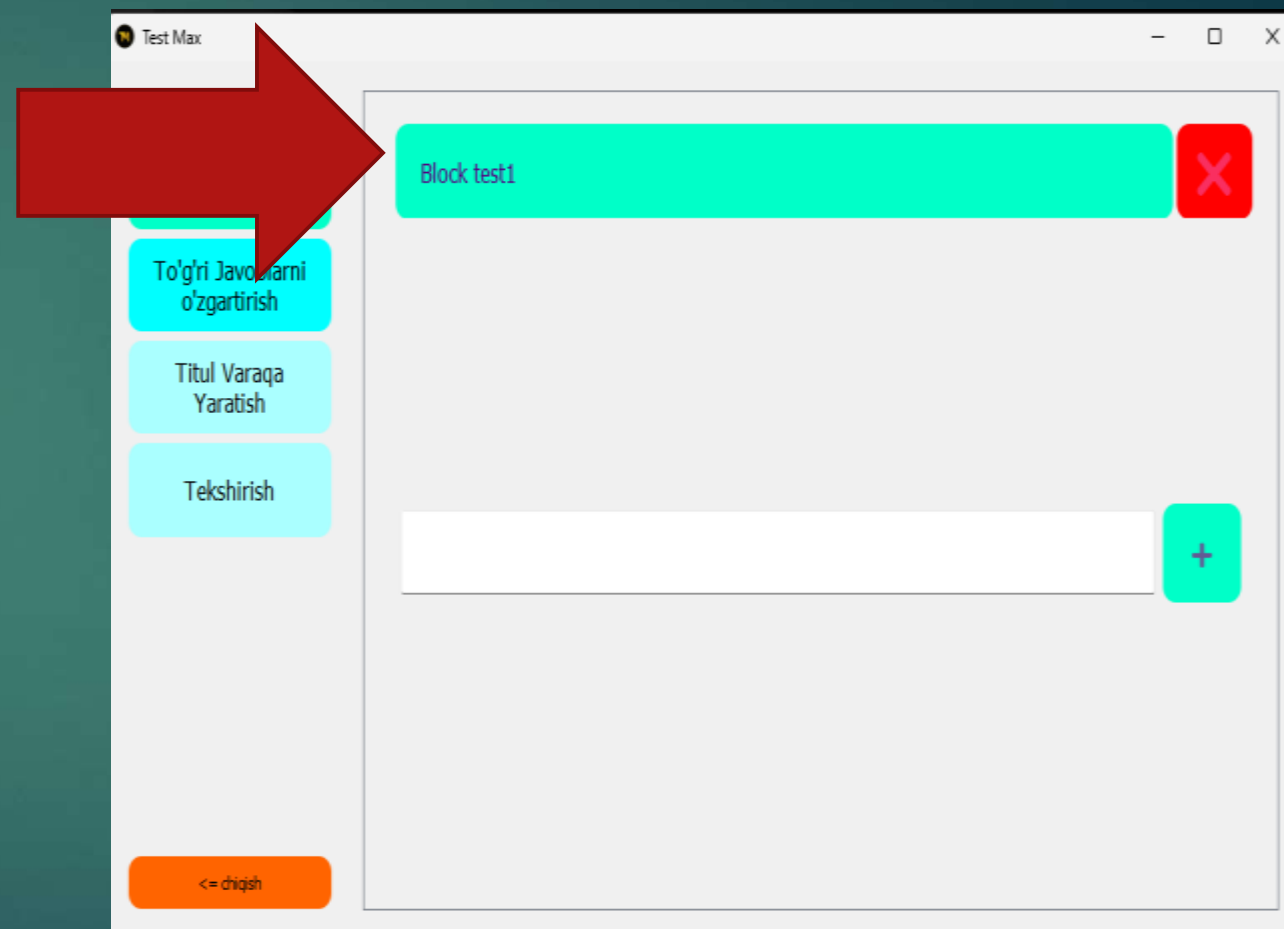 Test Max
Block test1
X
To'g'ri Javoblarni
o'zgartirish
Titul Varaqa
Yaratish
Tekshirish
+
<= chiqish